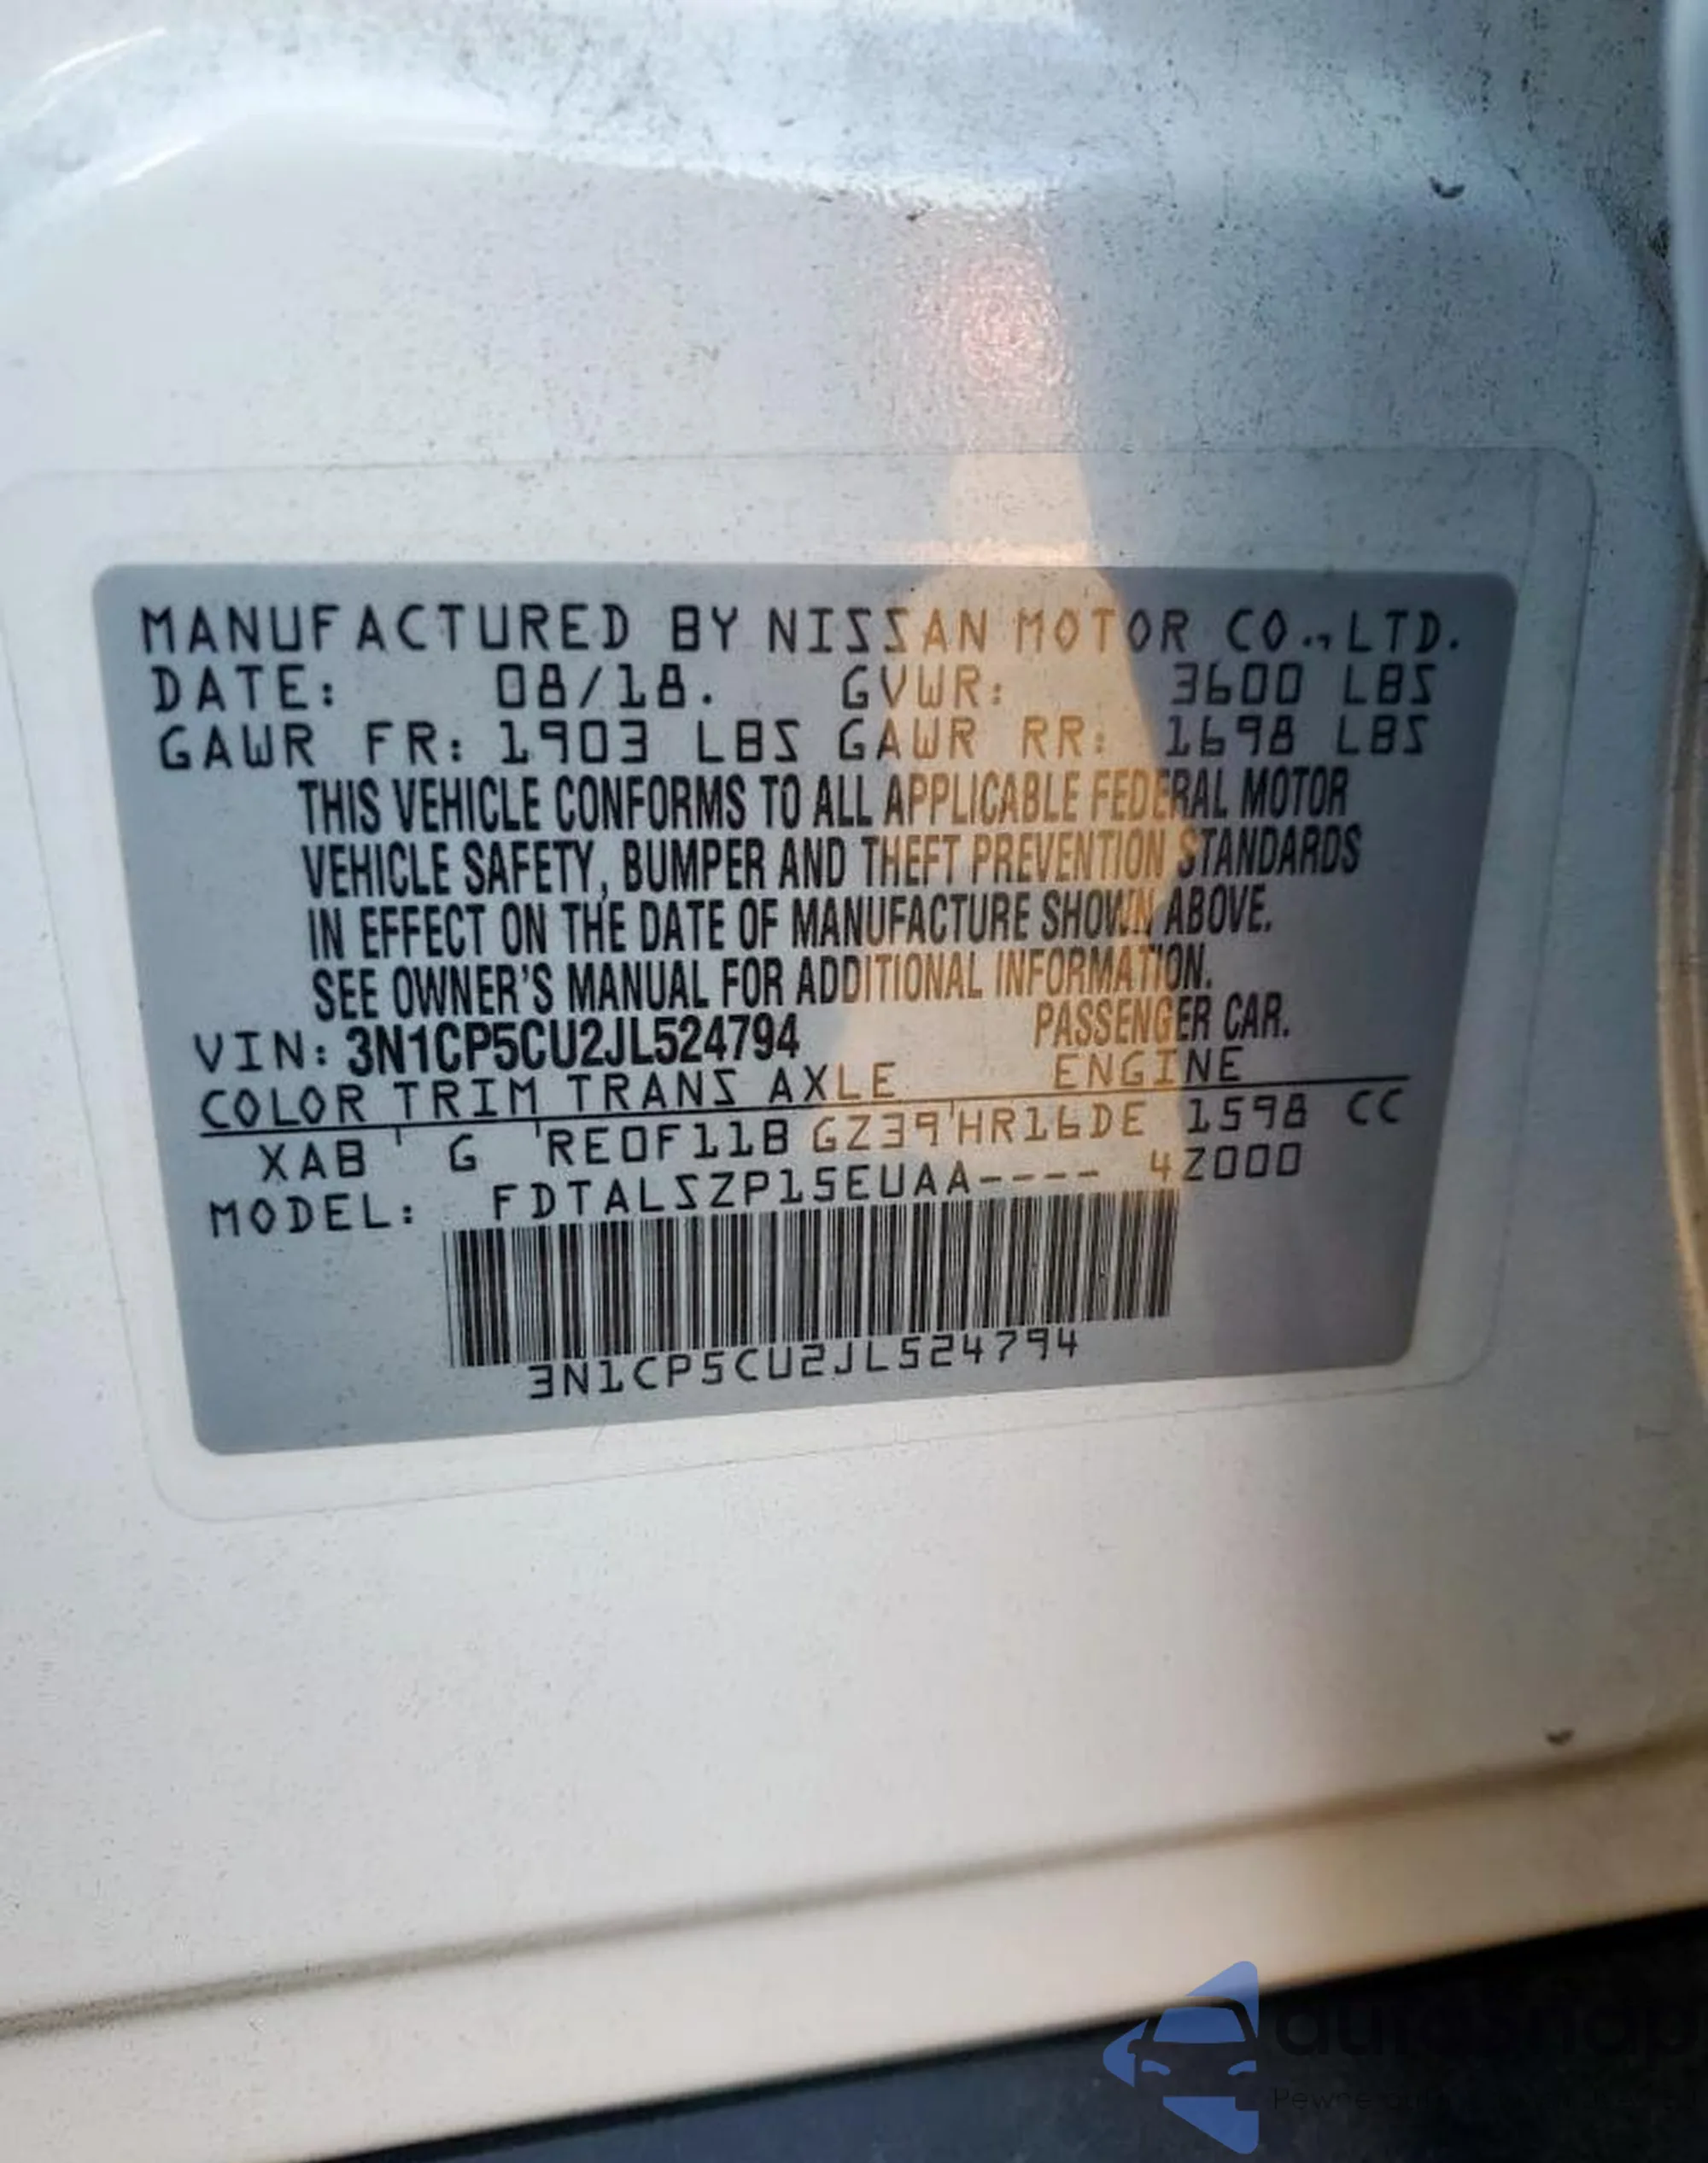 MANUFACTURED BY NISSAN MOTOR CO.,LTD.
DATE: 08/18. GVWR: 3600 LBS
GAWR FR: 1903 LBS GAWR RR: 1698 LBS
THIS VEHICLE CONFORMS TO ALL APPLICABLE FEDERAL MOTOR
VEHICLE SAFETY, BUMPER AND THEFT PREVENTION STANDARDS
IN EFFECT ON THE DATE OF MANUFACTURE SHOWN ABOVE.
SEE OWNER'S MANUAL FOR ADDITIONAL INFORMATION.
VIN: 3N1CP5CU2JL524794 PASSENGER CAR.
COLOR TRIM TRANS AXLE ENGINE
XAB G RE0F11B GZ39 HR16DE 1598 CC
MODEL: FDTALSZP15EUAA---- 4Z000
3N1CP5CU2JL524794
Pewne